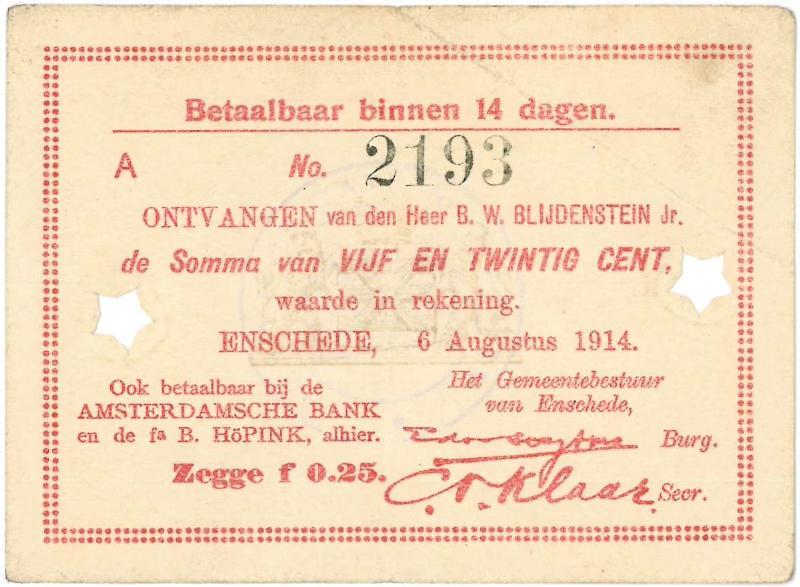 Betaalbaar binnen 14 dagen.
A No. 2193
ONTVANGEN van den Heer B. W. BLIJDENSTEIN Jr.
de Somma van VIJF EN TWINTIG CENT,
waarde in rekening.
ENSCHEDE, 6 Augustus 1914.
Ook betaalbaar bij de
AMSTERDAMSCHE BANK
en de fa B. HöPINK, alhier.
Zegge f 0.25.
Het Gemeentebestuur
van Enschede,
Burg.
Klaar Secr.